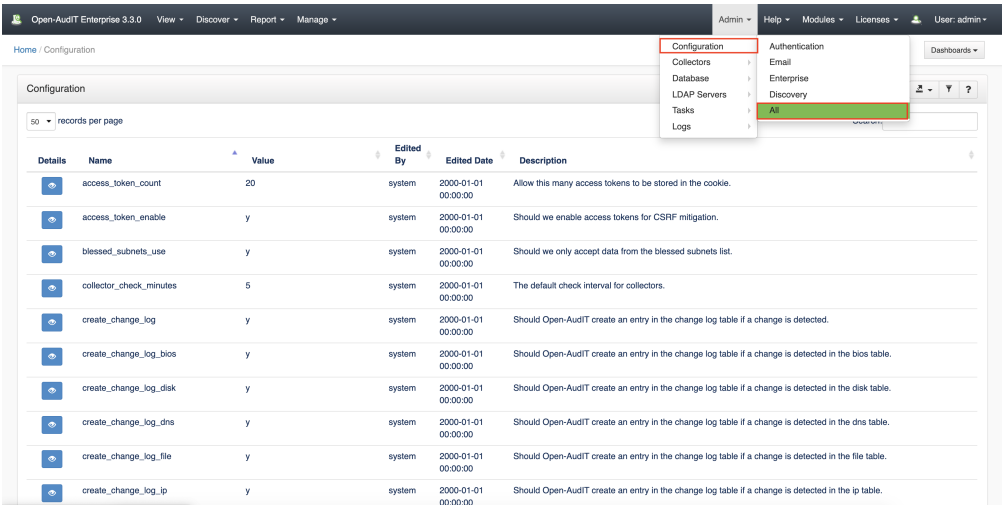 Open-AudIT Enterprise 3.3.0 View Discover Report Manage Admin Help Modules Licenses User: admin
Home / Configuration Dashboards
Configuration Authentication
Collectors Email
Database Enterprise
LDAP Servers Discovery
Tasks All
Logs
Configuration ?
50 records per page Search:
Details Name Value Edited By Edited Date Description
access_token_count 20 system 2000-01-01 00:00:00 Allow this many access tokens to be stored in the cookie.
access_token_enable y system 2000-01-01 00:00:00 Should we enable access tokens for CSRF mitigation.
blessed_subnets_use y system 2000-01-01 00:00:00 Should we only accept data from the blessed subnets list.
collector_check_minutes 5 system 2000-01-01 00:00:00 The default check interval for collectors.
create_change_log y system 2000-01-01 00:00:00 Should Open-AudIT create an entry in the change log table if a change is detected.
create_change_log_bios y system 2000-01-01 00:00:00 Should Open-AudIT create an entry in the change log table if a change is detected in the bios table.
create_change_log_disk y system 2000-01-01 00:00:00 Should Open-AudIT create an entry in the change log table if a change is detected in the disk table.
create_change_log_dns y system 2000-01-01 00:00:00 Should Open-AudIT create an entry in the change log table if a change is detected in the dns table.
create_change_log_file y system 2000-01-01 00:00:00 Should Open-AudIT create an entry in the change log table if a change is detected in the file table.
create_change_log_ip y system 2000-01-01 00:00:00 Should Open-AudIT create an entry in the change log table if a change is detected in the ip table.